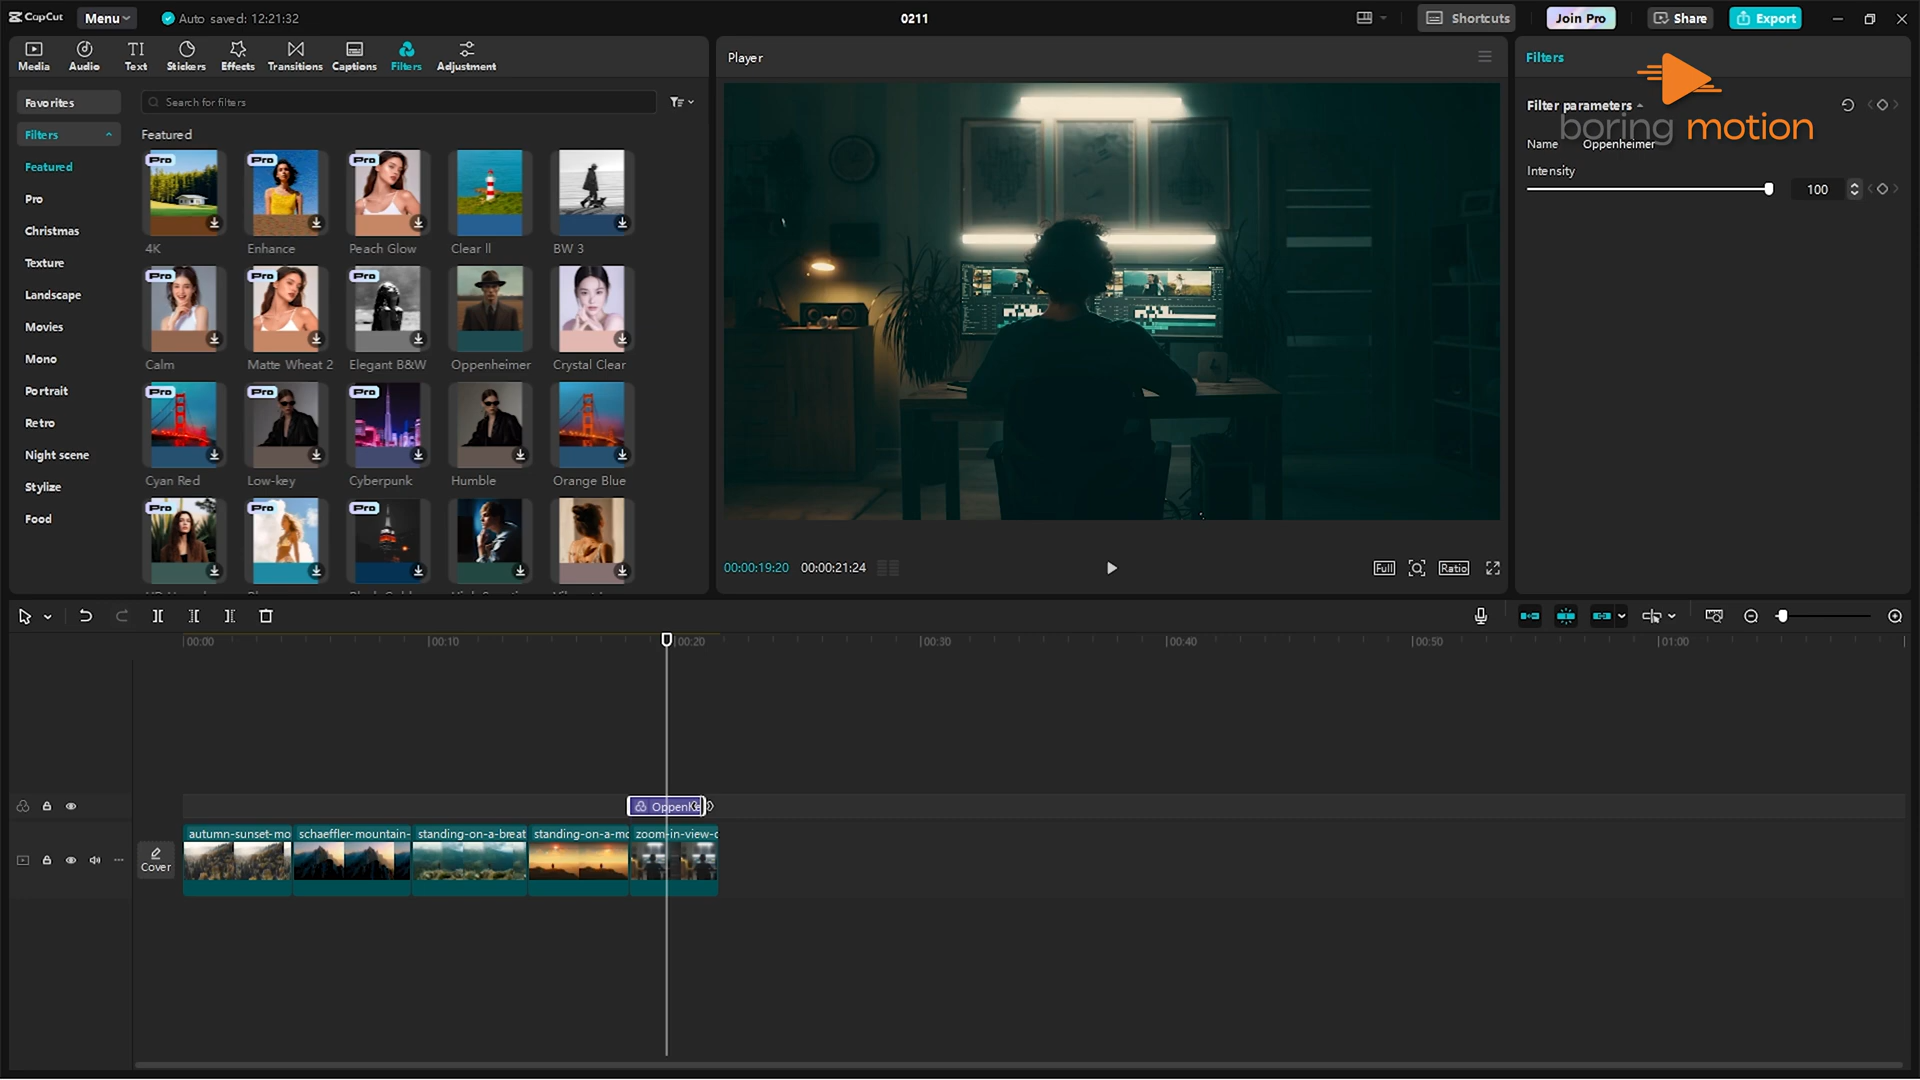 CapCut
Menu
Auto saved: 12:21:32
0211
Shortcuts
Join Pro
Share
Export
Media
Audio
Text
Stickers
Effects
Transitions
Captions
Filters
Adjustment
Favorites
Filters
Featured
Pro
Christmas
Texture
Landscape
Movies
Mono
Portrait
Retro
Night scene
Stylize
Food
Search for filters
Featured
Pro
Pro
Pro
4K
Enhance
Peach Glow
Clear ll
BW 3
Pro
Pro
Pro
Calm
Matte Wheat 2
Elegant B&W
Oppenheimer
Crystal Clear
Pro
Pro
Pro
Cyan Red
Low-key
Cyberpunk
Humble
Orange Blue
Pro
Pro
Pro
Player
00:00:19:20
00:00:21:24
Full
Ratio
Filters
Filter parameters
boring motion
Name
Oppenheimer
Intensity
100
00:00
00:10
00:20
00:30
00:40
00:50
01:00
Cover
autumn-sunset-mo
schaeffler-mountain-
standing-on-a-breat
standing-on-a-mo
zoom-in-view-o